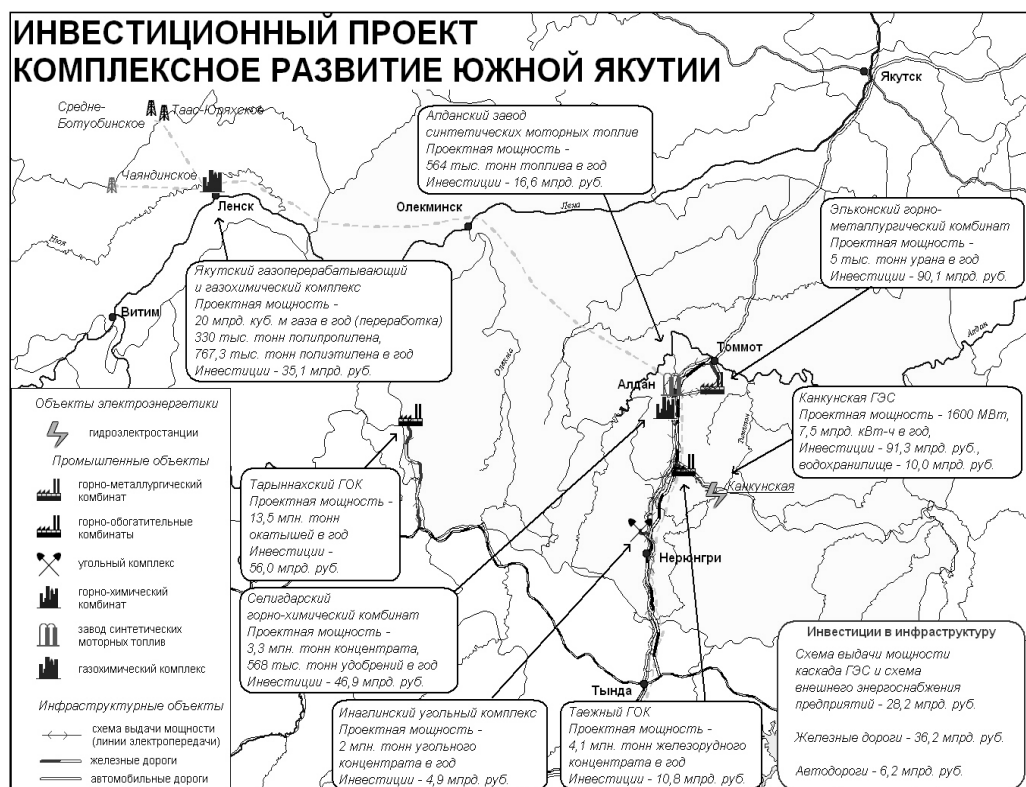 ИНВЕСТИЦИОННЫЙ ПРОЕКТ
КОМПЛЕКСНОЕ РАЗВИТИЕ ЮЖНОЙ ЯКУТИИ
Якутск
Средне-
Ботуобинское
Таас-Юряхское
Чаяндинское
Ленск
Олекминск
Лена
Нюя
Витим
Алданский завод
синтетических моторных топлив
Проектная мощность -
564 тыс. тонн топлива в год
Инвестиции - 16,6 млрд. руб.
Эльконский горно-
металлургический комбинат
Проектная мощность -
5 тыс. тонн урана в год
Инвестиции - 90,1 млрд. руб.
Якутский газоперерабатывающий
и газохимический комплекс
Проектная мощность -
20 млрд. куб. м газа в год (переработка)
330 тыс. тонн полипропилена,
767,3 тыс. тонн полиэтилена в год
Инвестиции - 35,1 млрд. руб.
Олекма
Алдан
Томмот
Алдан
Тимптон
Канкунская ГЭС
Проектная мощность - 1600 МВт,
7,5 млрд. кВт-ч в год,
Инвестиции - 91,3 млрд. руб.,
водохранилище - 10,0 млрд. руб.
Канкунская
Нерюнгри
Тында
Тарыннахский ГОК
Проектная мощность -
13,5 млн. тонн
окатышей в год
Инвестиции -
56,0 млрд. руб.
Селигдарский
горно-химический комбинат
Проектная мощность -
3,3 млн. тонн концентрата,
568 тыс. тонн удобрений в год
Инвестиции - 46,9 млрд. руб.
Инаглинский угольный комплекс
Проектная мощность -
2 млн. тонн угольного
концентрата в год
Инвестиции - 4,9 млрд. руб.
Таежный ГОК
Проектная мощность -
4,1 млн. тонн железорудного
концентрата в год
Инвестиции - 10,8 млрд. руб.
Инвестиции в инфраструктуру
Схема выдачи мощности
каскада ГЭС и схема
внешнего энергоснабжения
предприятий - 28,2 млрд. руб.
Железные дороги - 36,2 млрд. руб.
Автодороги - 6,2 млрд. руб.
Объекты электроэнергетики
гидроэлектростанции
Промышленные объекты
горно-металлургический
комбинат
горно-обогатительные
комбинаты
угольный комплекс
горно-химический
комбинат
завод синтетических
моторных топлив
газохимический комплекс
Инфраструктурные объекты
схема выдачи мощности
(линии электропередачи)
железные дороги
автомобильные дороги